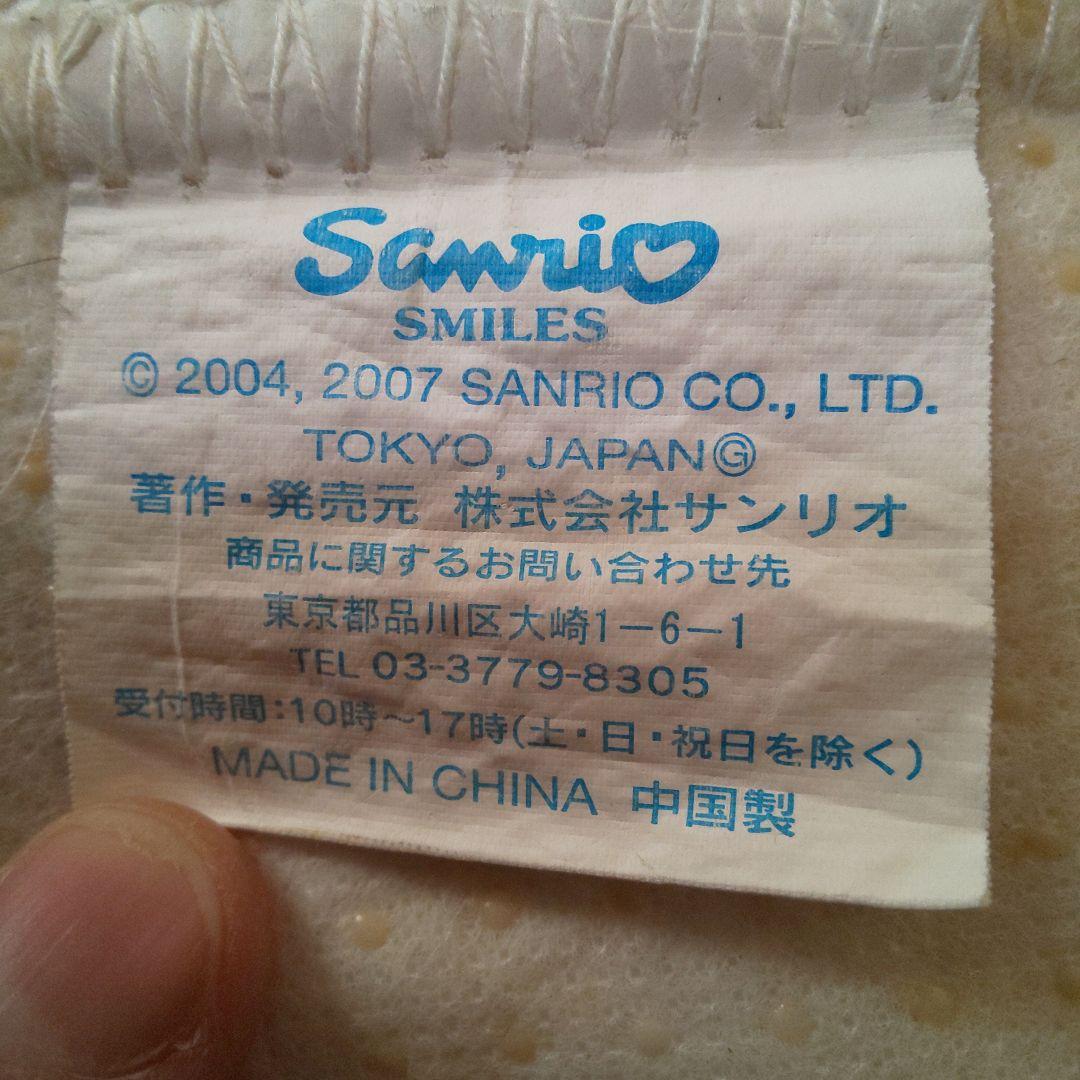 Sanrio
SMILES
© 2004, 2007 SANRIO CO., LTD.
TOKYO, JAPANⒼ
著作・発売元 株式会社サンリオ
商品に関するお問い合わせ先
東京都品川区大崎1−6−1
TEL 03-3779-8305
受付時間:10時〜17時(土・日・祝日を除く)
MADE IN CHINA 中国製